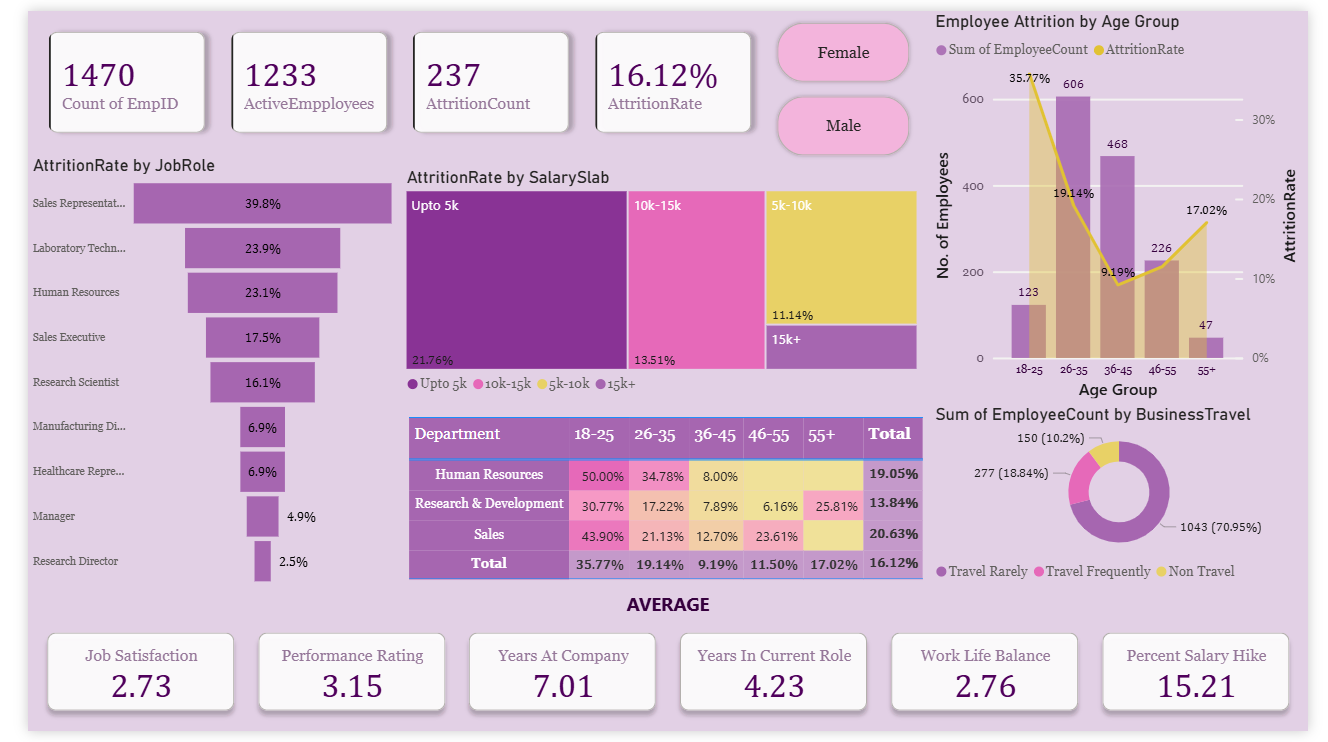 1470
Count of EmpID
1233
ActiveEmpployees
237
AttritionCount
16.12%
AttritionRate
Female
Male
AttritionRate by JobRole
Sales Representat... 39.8%
Laboratory Techn... 23.9%
Human Resources 23.1%
Sales Executive 17.5%
Research Scientist 16.1%
Manufacturing Di... 6.9%
Healthcare Repre... 6.9%
Manager 4.9%
Research Director 2.5%
AttritionRate by SalarySlab
Upto 5k 10k-15k 5k-10k
11.14%
15k+
21.76% 13.51%
Upto 5k 10k-15k 5k-10k 15k+
Department 18-25 26-35 36-45 46-55 55+ Total
Human Resources 50.00% 34.78% 8.00% 19.05%
Research & Development 30.77% 17.22% 7.89% 6.16% 25.81% 13.84%
Sales 43.90% 21.13% 12.70% 23.61% 20.63%
Total 35.77% 19.14% 9.19% 11.50% 17.02% 16.12%
Employee Attrition by Age Group
Sum of EmployeeCount AttritionRate
No. of Employees
600
400
200
0
35.77%
606
468
19.14%
17.02%
226
9.19%
123
47
30%
20%
10%
0%
AttritionRate
18-25 26-35 36-45 46-55 55+
Age Group
Sum of EmployeeCount by BusinessTravel
150 (10.2%)
277 (18.84%)
1043 (70.95%)
Travel Rarely Travel Frequently Non Travel
AVERAGE
Job Satisfaction
2.73
Performance Rating
3.15
Years At Company
7.01
Years In Current Role
4.23
Work Life Balance
2.76
Percent Salary Hike
15.21